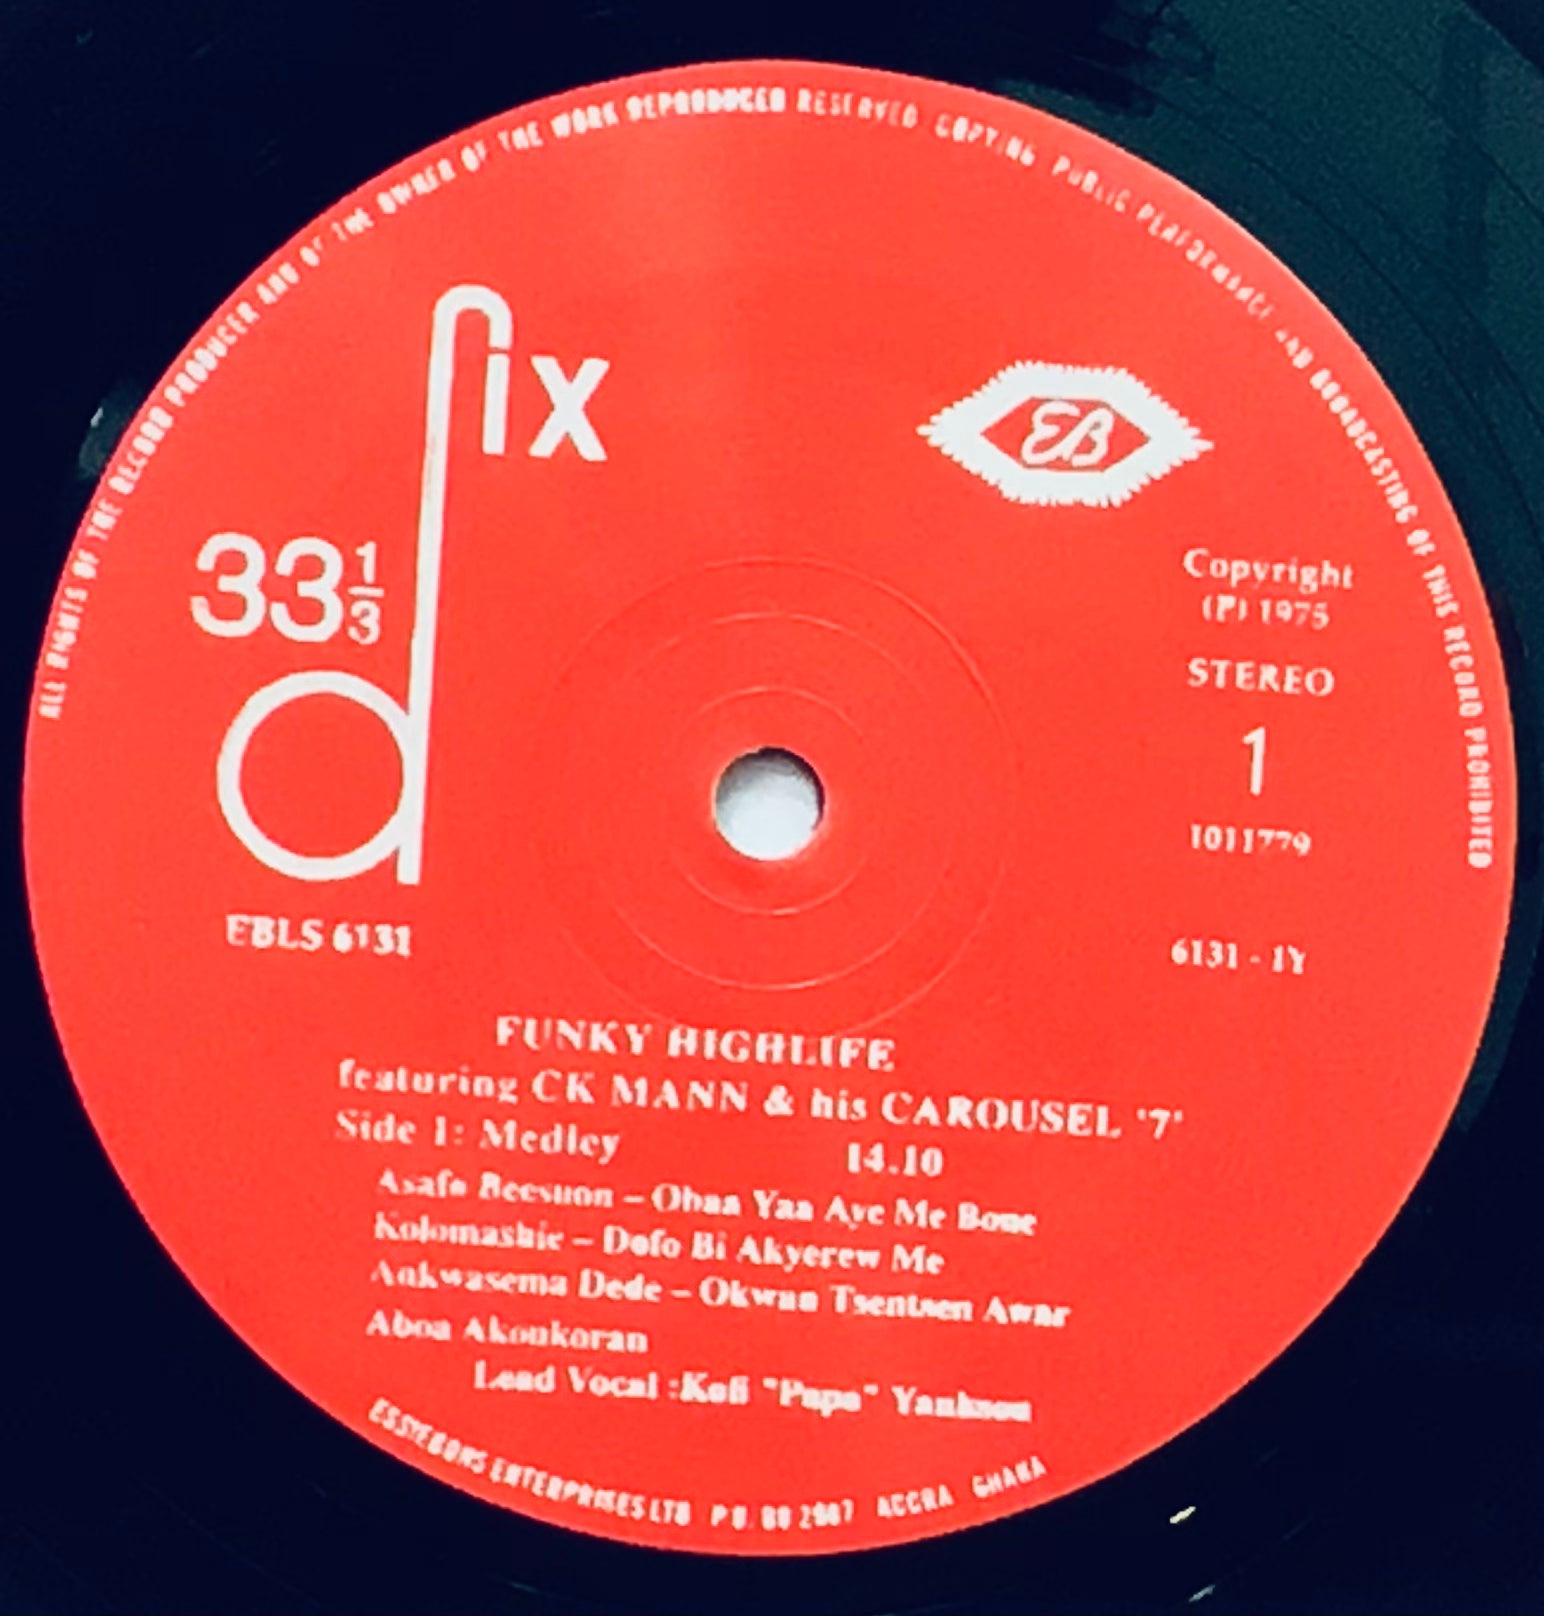 ALL RIGHTS OF THE RECORD PRODUCER AND OF THE OWNER OF THE WORK REPRODUCED RESERVED COPYING PUBLIC PERFORMANCE AND BROADCASTING OF THIS RECORD PROHIBITED
dix
EB
33 1/3
Copyright
(P) 1975
STEREO
1
1011779
EBLS 6131
6131 - 1Y
FUNKY HIGHLIFE
featuring CK MANN & his CAROUSEL '7'
Side 1: Medley 14.10
Asafo Beesuon – Obaa Yaa Aye Me Bone
Kolomashie – Dofo Bi Akyerew Me
Ankwasema Dede – Okwan Tsentsen Awar
Aboa Akonkoran
Lead Vocal :Kofi "Papa" Yankson
ESSIEBONS ENTERPRISES LTD P O. BO 2067 ACCRA GHANA